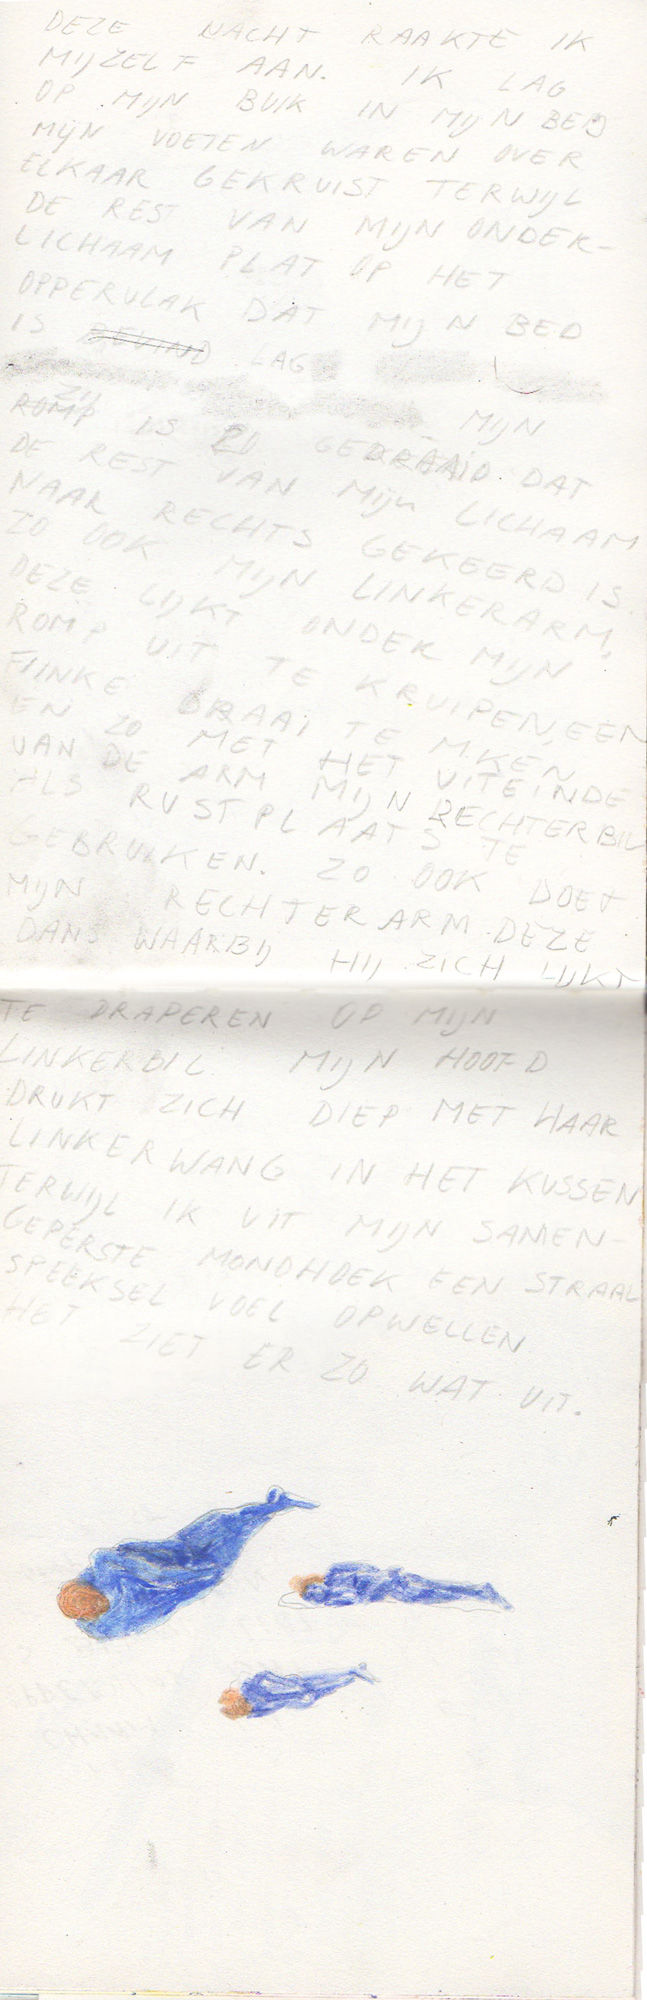 DEZE NACHT RAAKTE IK
MIJZELF AAN. IK LAG
OP MIJN BUIK IN MIJN BED
MIJN VOETEN WAREN OVER
ELKAAR GEKRUIST TERWIJL
DE REST VAN MIJN ONDER-
LICHAAM PLAT OP HET
OPPERVLAK DAT MIJN BED
IS LAG
MIJN
ROMP IS ZO GEDRAAID DAT
DE REST VAN MIJN LICHAAM
NAAR RECHTS GEKEERD IS.
ZO OOK MIJN LINKERARM,
DEZE LIJKT ONDER MIJN
ROMP UIT TE KRUIPEN, EEN
FLINKE DRAAI TE MKEN
EN ZO MET HET UITEINDE
VAN DE ARM MIJN RECHTERBIL
ALS RUSTPLAATS TE
GEBRUIKEN. ZO OOK DOET
MIJN RECHTERARM DEZE
DANS WAARBIJ HIJ ZICH LIJKT
TE DRAPEREN OP MIJN
LINKERBIL. MIJN HOOFD
DRUKT ZICH DIEP MET HAAR
LINKERWANG IN HET KUSSEN
TERWIJL IK UIT MIJN SAMEN-
GEPERSTE MONDHOEK EEN STRAAL
SPEEKSEL VOEL OPWELLEN
HET ZIET ER ZO WAT UIT.